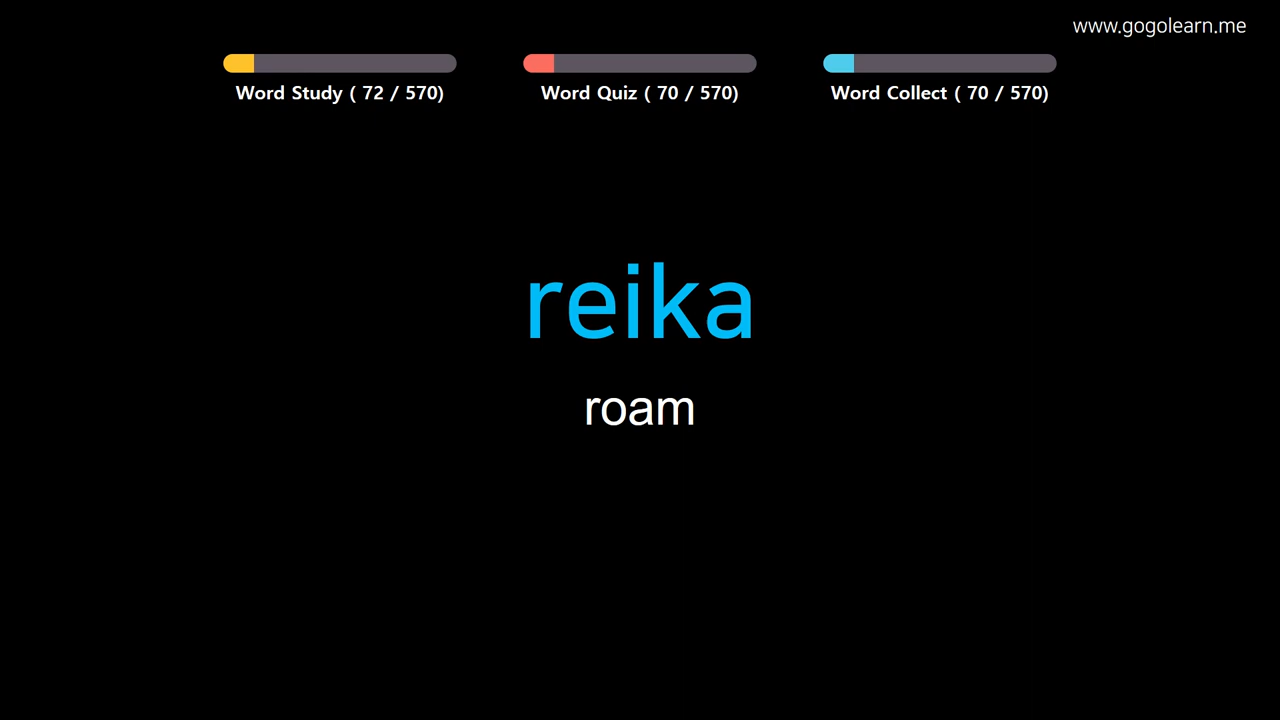 www.gogolearn.me
Word Study ( 72 / 570)
Word Quiz ( 70 / 570)
Word Collect ( 70 / 570)
reika
roam